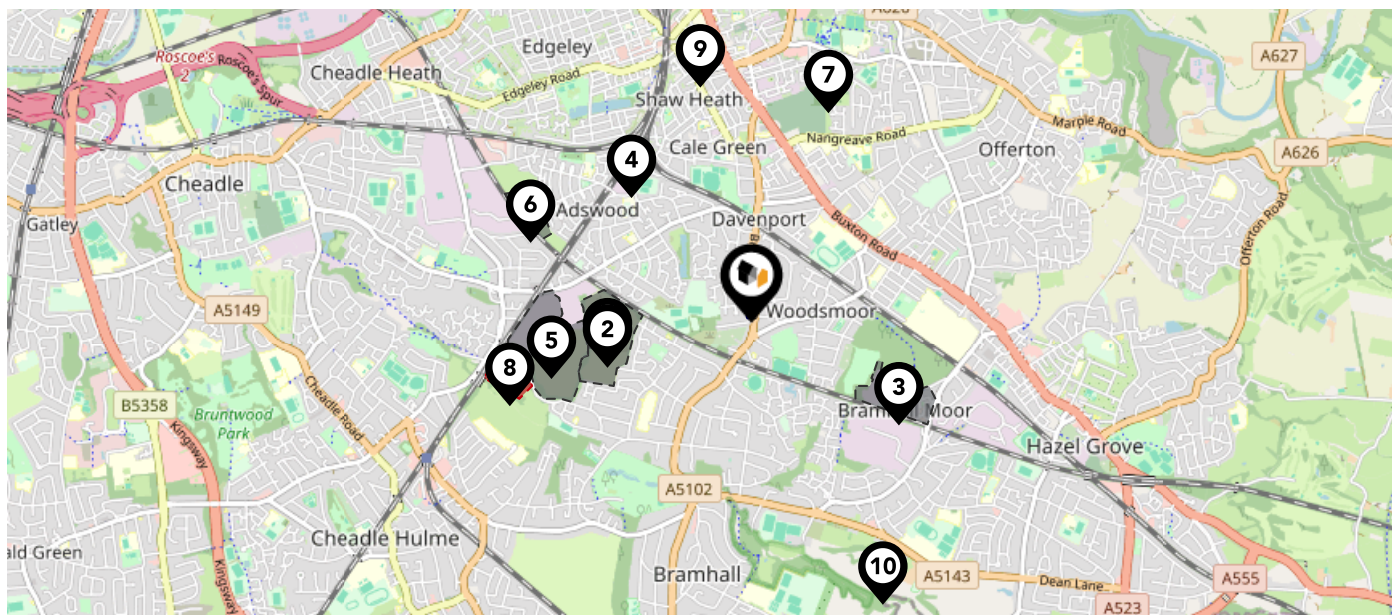 A626
Edgeley
9
Roscoe's
2
Roscoe's Spur
Cheadle Heath
7
A627
Edgeley Road
Shaw Heath
Nangreave Road
Marple Road
Cale Green
Offerton
A626
4
Cheadle
6
Adswood
Davenport
Gatley
B
Buxton Road
Offerton Road
A5149
Woodsmoor
2
5
8
3
B5358
Bruntwood
Park
Cheadle Road
Bramhall Moor
Kingsway
Hazel Grove
A5102
Cheadle Hulme
ald Green
Bramhall
10
A5143
Dean Lane
A555
A523
Kingsway